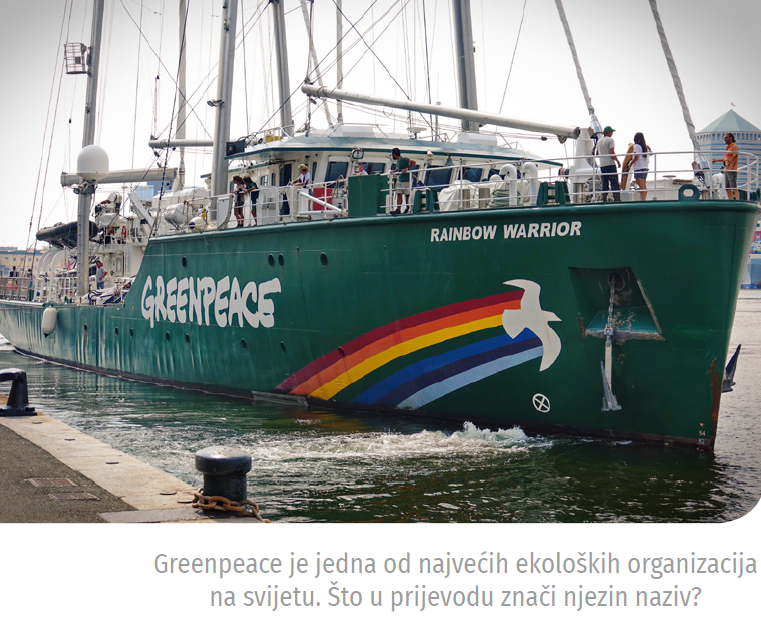 RAINBOW WARRIOR
GREENPEACE
Greenpeace je jedna od najvećih ekoloških organizacija
na svijetu. Što u prijevodu znači njezin naziv?